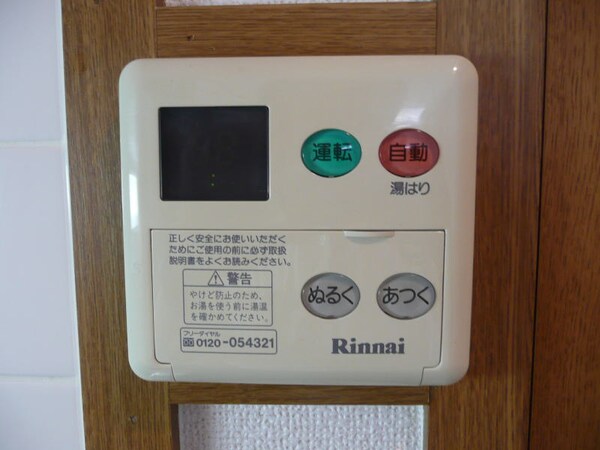 運転
自動
湯はり
正しく安全にお使いいただく
ためにご使用の前に必ず取扱
説明書をよくお読みください。
警告
やけど防止のため、
お湯を使う前に湯温
を確かめてください。
フリーダイヤル
0120-054321
ぬるく
あつく
Rinnai